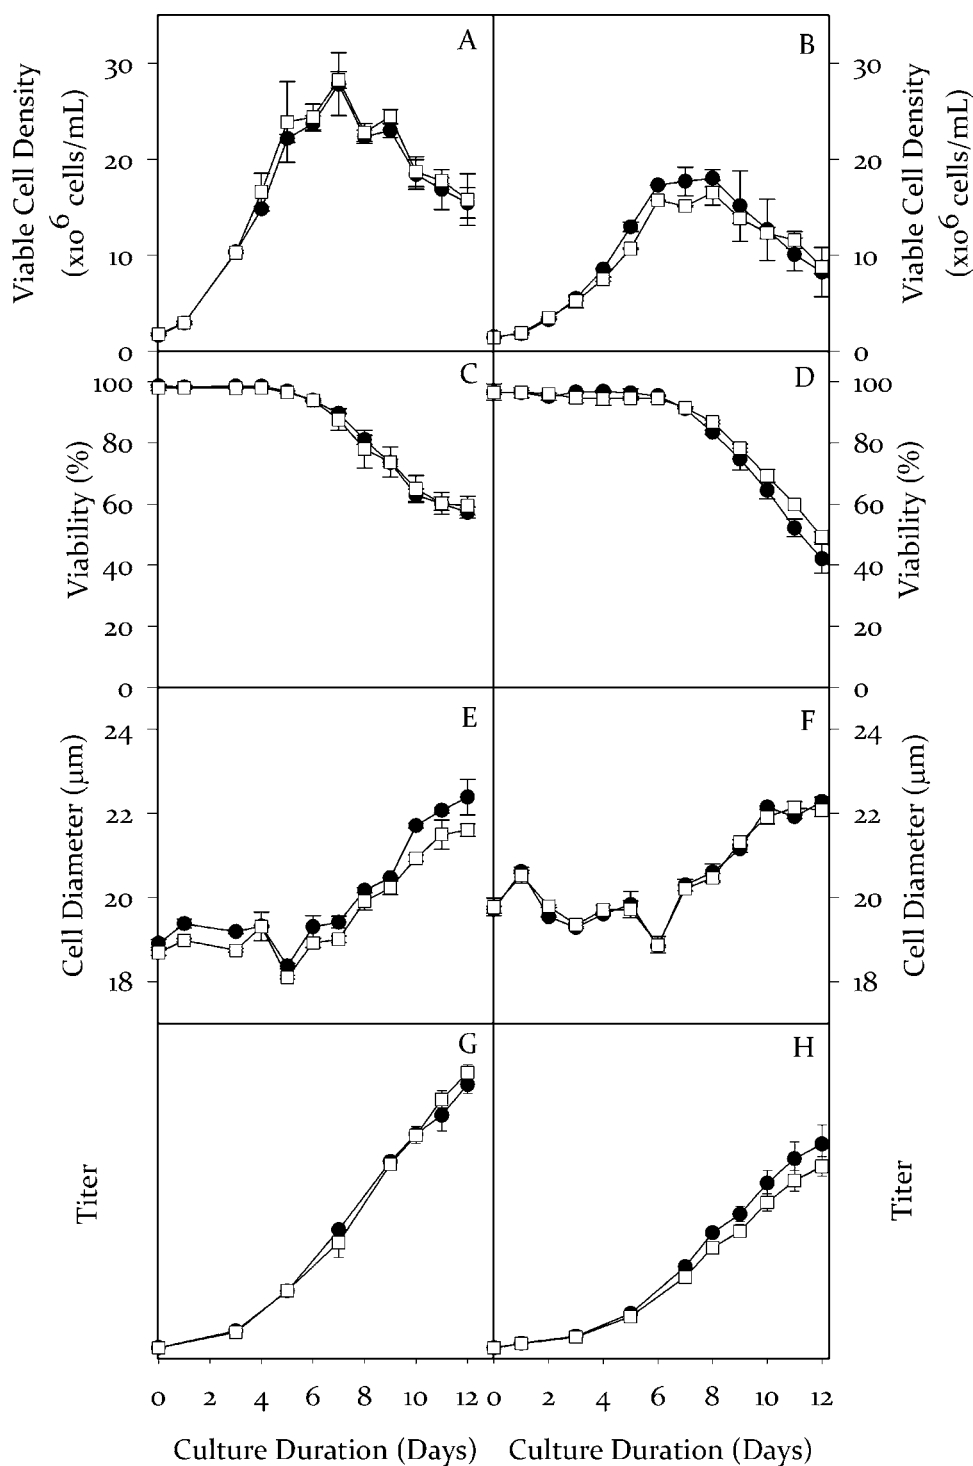 A
B
Viable Cell Density
(x10⁶ cells/mL)
30
20
10
0
30
20
10
0
Viable Cell Density
(x10⁶ cells/mL)
C
D
Viability (%)
100
80
60
40
20
0
100
80
60
40
20
0
Viability (%)
E
F
Cell Diameter (μm)
24
22
20
18
24
22
20
18
Cell Diameter (μm)
G
H
Titer
Titer
0 2 4 6 8 10 12
0 2 4 6 8 10 12
Culture Duration (Days)
Culture Duration (Days)